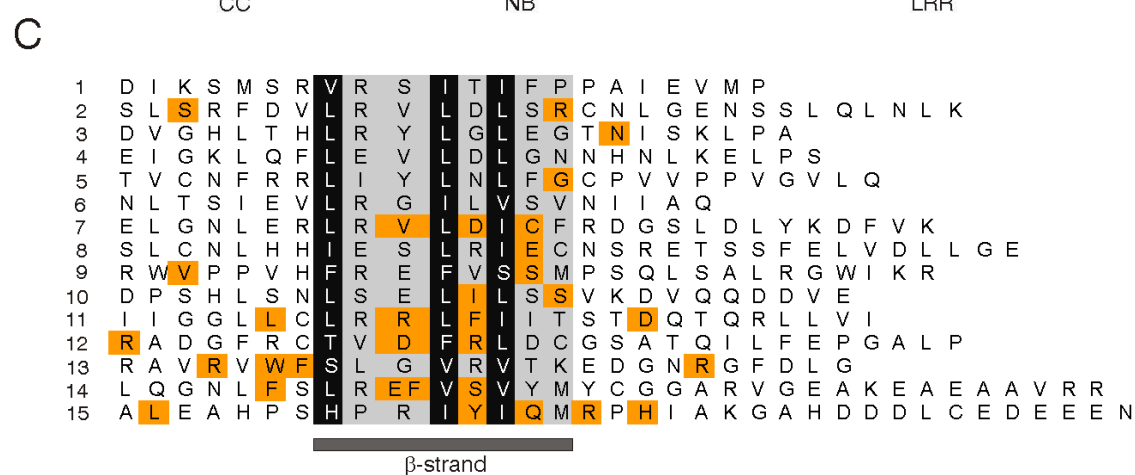 CC NB LRR
C
1 D I K S M S R V R S I T I F P P A I E V M P
2 S L S R F D V L R V L D L S R C N L G E N S S L Q L N L K
3 D V G H L T H L R Y L G L E G T N I S K L P A
4 E I G K L Q F L E V L D L G N N H N L K E L P S
5 T V C N F R R L I Y L N L F G C P V V P P V G V L Q
6 N L T S I E V L R G I L V S V N I I A Q
7 E L G N L E R L R V L D I C F R D G S L D L Y K D F V K
8 S L C N L H H I E S L R I E C N S R E T S S F E L V D L L G E
9 R W V P P V H F R E F V S S M P S Q L S A L R G W I K R
10 D P S H L S N L S E L I L S S V K D V Q Q D D V E
11 I I G G L L C L R R L F I I T S T D Q T Q R L L V I
12 R A D G F R C T V D F R L D C G S A T Q I L F E P G A L P
13 R A V R V W F S L G V R V T K E D G N R G F D L G
14 L Q G N L F S L R E F V S V Y M Y C G G A R V G E A K E A E A A V R R
15 A L E A H P S H P R I Y I Q M R P H I A K G A H D D D L C E D E E E N
β-strand